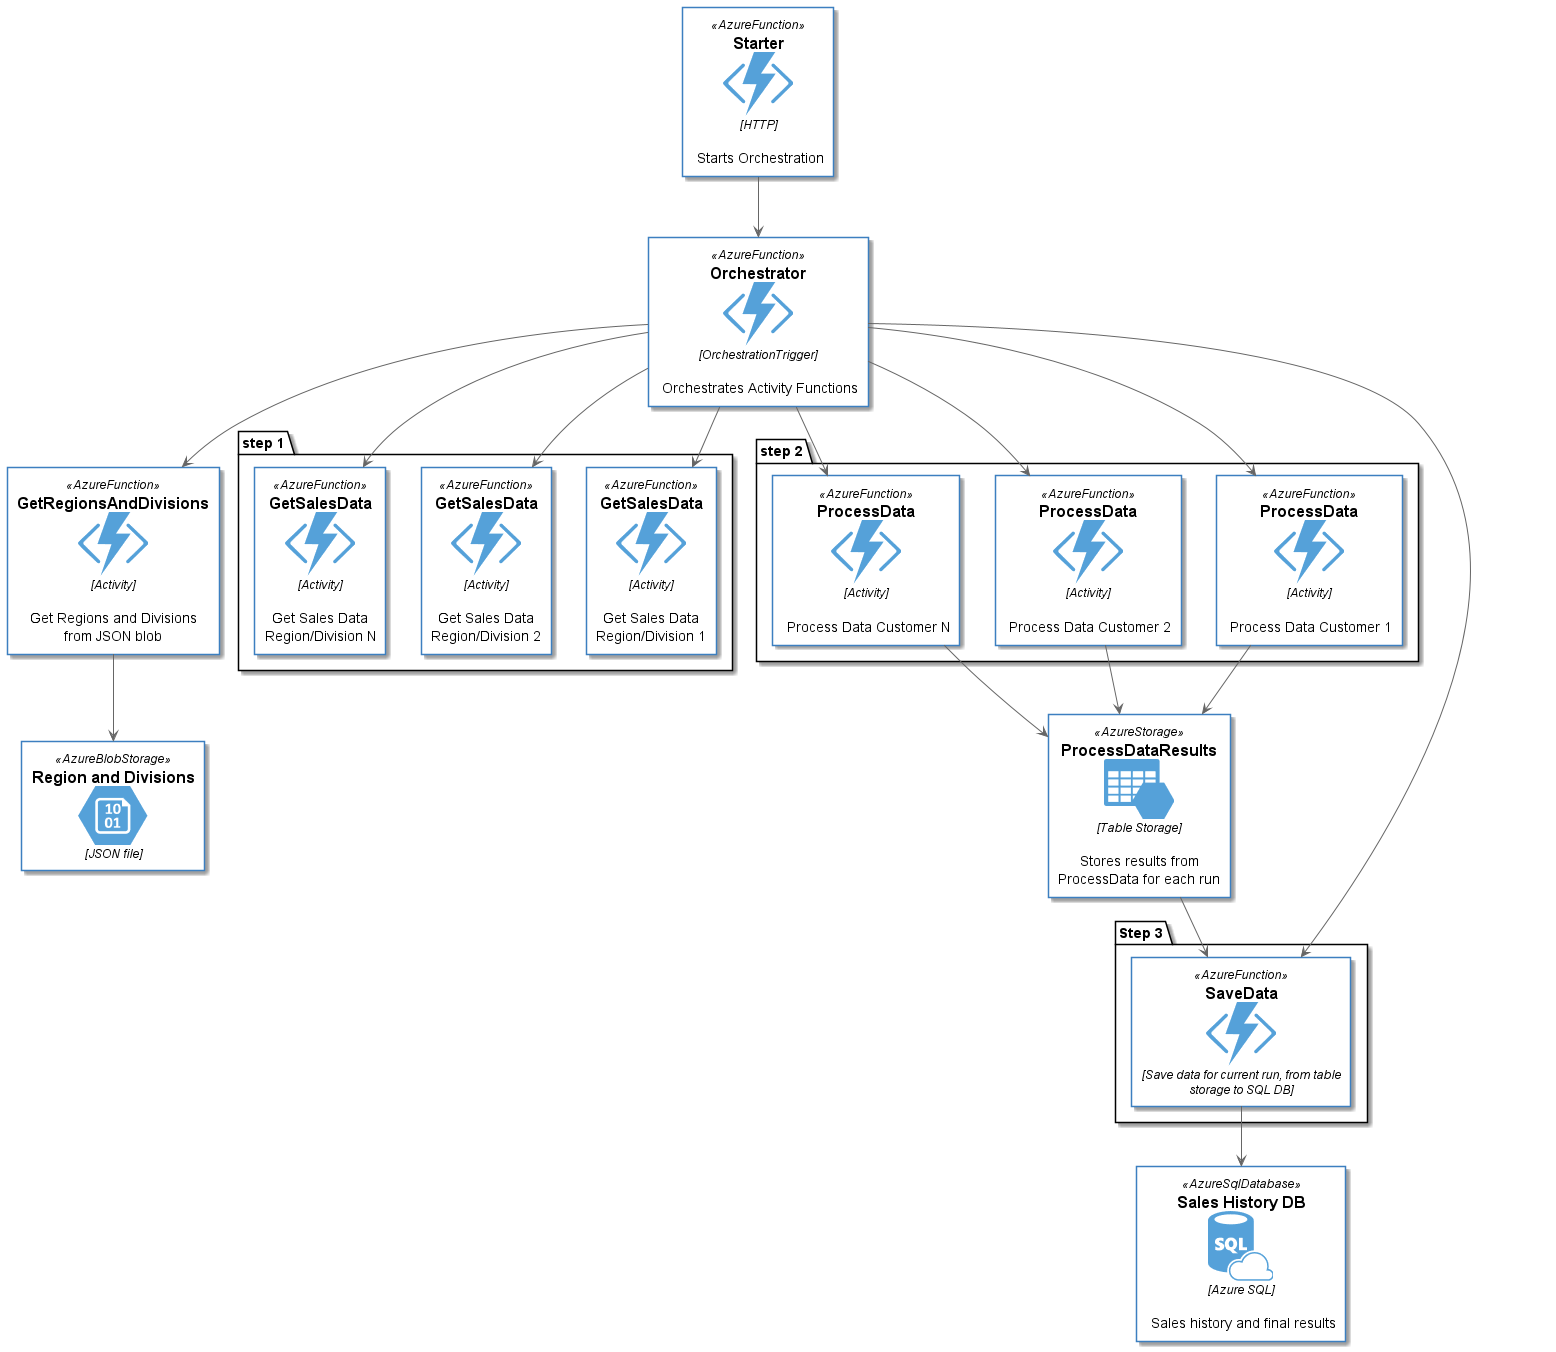 «AzureFunction»
Starter
[HTTP]
Starts Orchestration
«AzureFunction»
Orchestrator
[OrchestrationTrigger]
Orchestrates Activity Functions
«AzureFunction»
GetRegionsAndDivisions
[Activity]
Get Regions and Divisions
from JSON blob
step 1
«AzureFunction»
GetSalesData
[Activity]
Get Sales Data
Region/Division N
«AzureFunction»
GetSalesData
[Activity]
Get Sales Data
Region/Division 2
«AzureFunction»
GetSalesData
[Activity]
Get Sales Data
Region/Division 1
step 2
«AzureFunction»
ProcessData
[Activity]
Process Data Customer N
«AzureFunction»
ProcessData
[Activity]
Process Data Customer 2
«AzureFunction»
ProcessData
[Activity]
Process Data Customer 1
«AzureBlobStorage»
Region and Divisions
10
01
[JSON file]
«AzureStorage»
ProcessDataResults
[Table Storage]
Stores results from
ProcessData for each run
Step 3
«AzureFunction»
SaveData
[Save data for current run, from table
storage to SQL DB]
«AzureSqlDatabase»
Sales History DB
SQL
[Azure SQL]
Sales history and final results